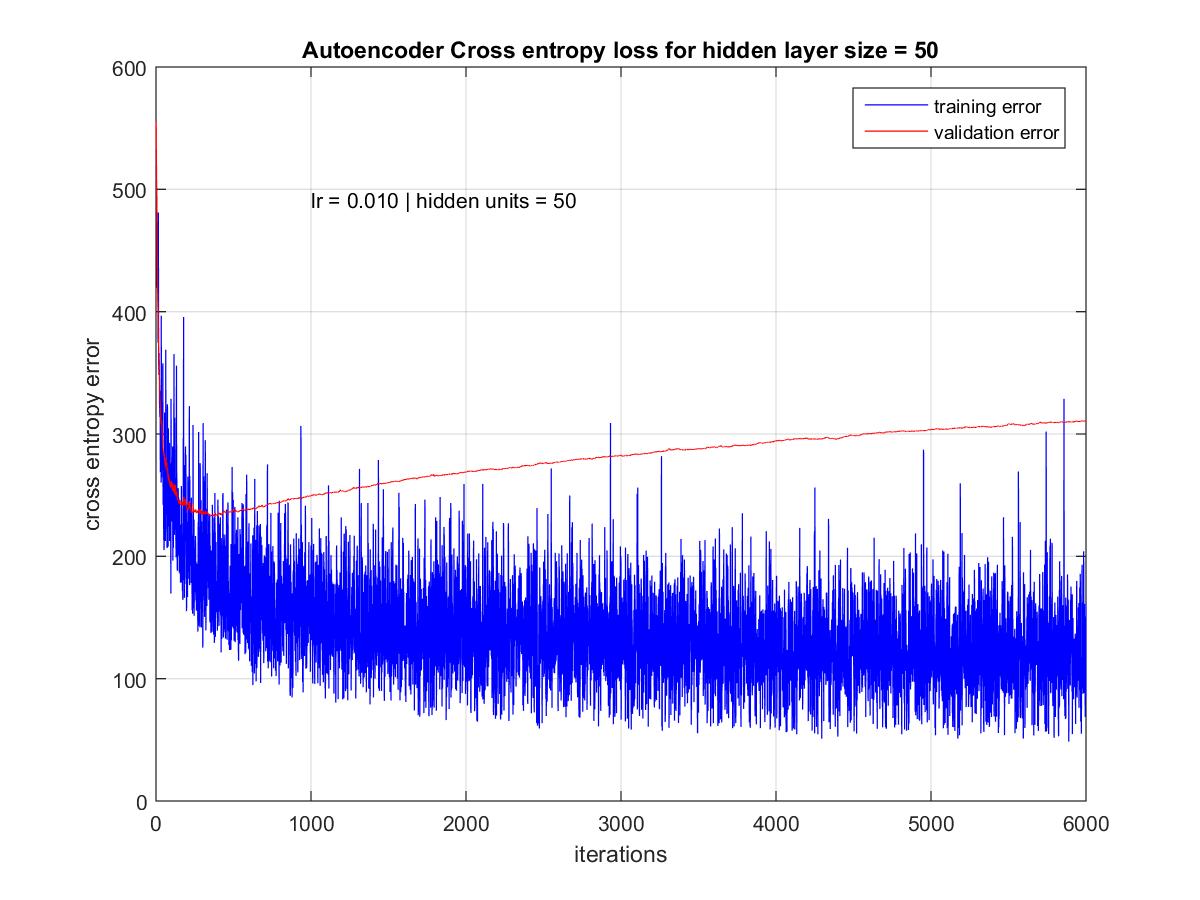 Autoencoder Cross entropy loss for hidden layer size = 50
600
500
400
300
200
100
0
cross entropy error
training error
validation error
lr = 0.010 | hidden units = 50
0 1000 2000 3000 4000 5000 6000
iterations